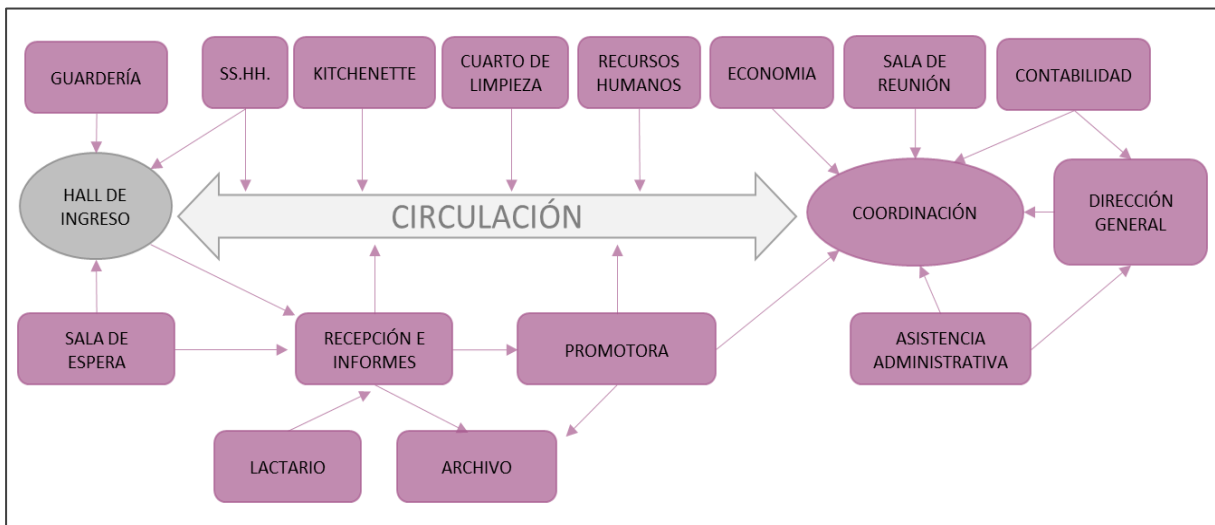 GUARDERÍA
SS.HH.
KITCHENETTE
CUARTO DE
LIMPIEZA
RECURSOS
HUMANOS
ECONOMIA
SALA DE
REUNIÓN
CONTABILIDAD
HALL DE
INGRESO
CIRCULACIÓN
COORDINACIÓN
DIRECCIÓN
GENERAL
SALA DE
ESPERA
RECEPCIÓN E
INFORMES
PROMOTORA
ASISTENCIA
ADMINISTRATIVA
LACTARIO
ARCHIVO